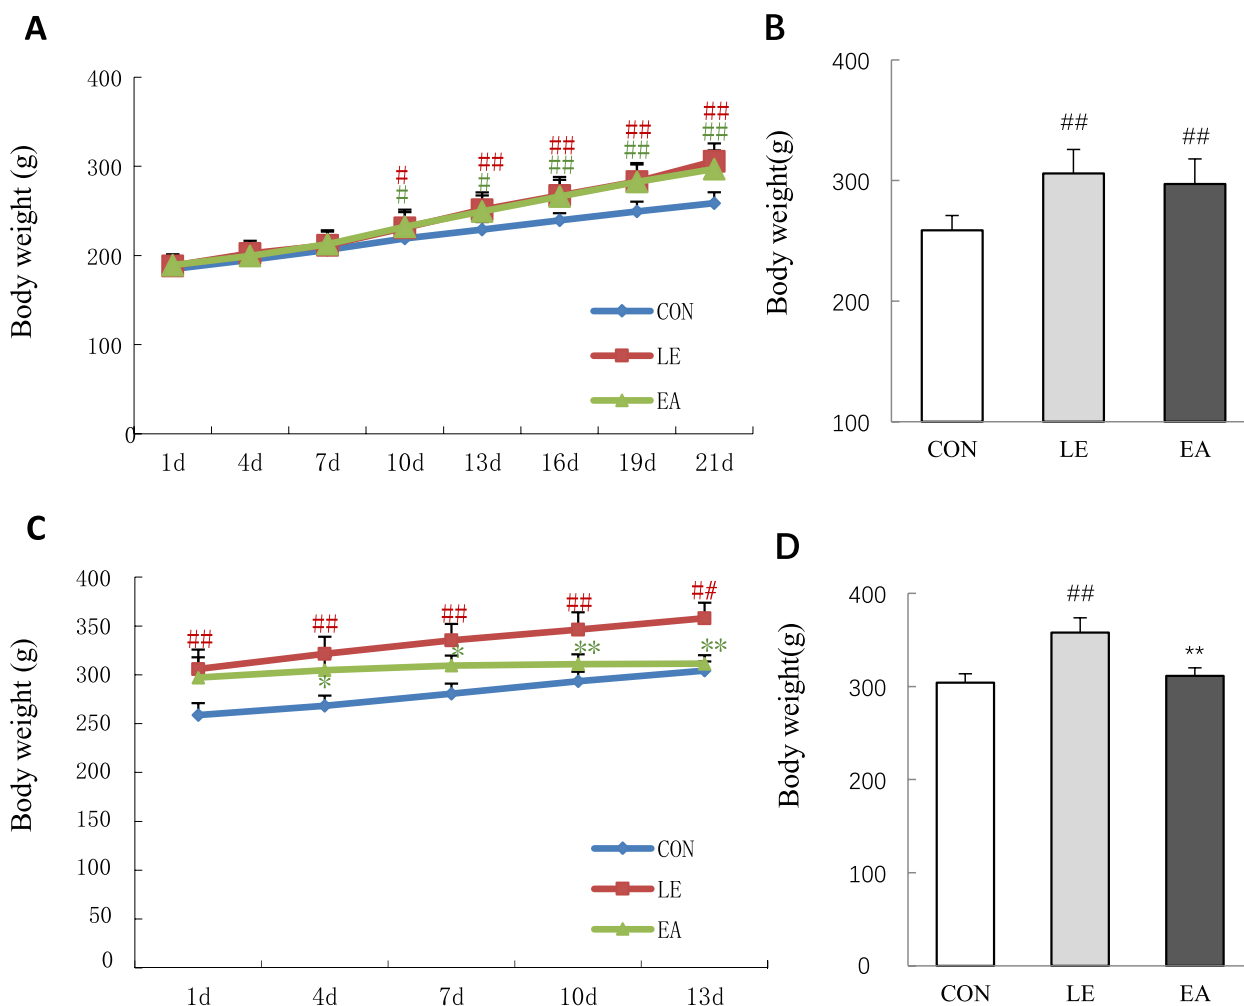 A
Body weight (g)
400
300
200
100
0
1d 4d 7d 10d 13d 16d 19d 21d
#
#
##
#
##
##
##
##
##
##
CON
LE
EA
B
Body weight(g)
400
300
200
100
##
##
CON LE EA
C
Body weight (g)
400
350
300
250
200
150
100
50
0
1d 4d 7d 10d 13d
## ## ## ## ##
* * ** **
CON
LE
EA
D
Body weight(g)
400
300
200
100
0
##
**
CON LE EA